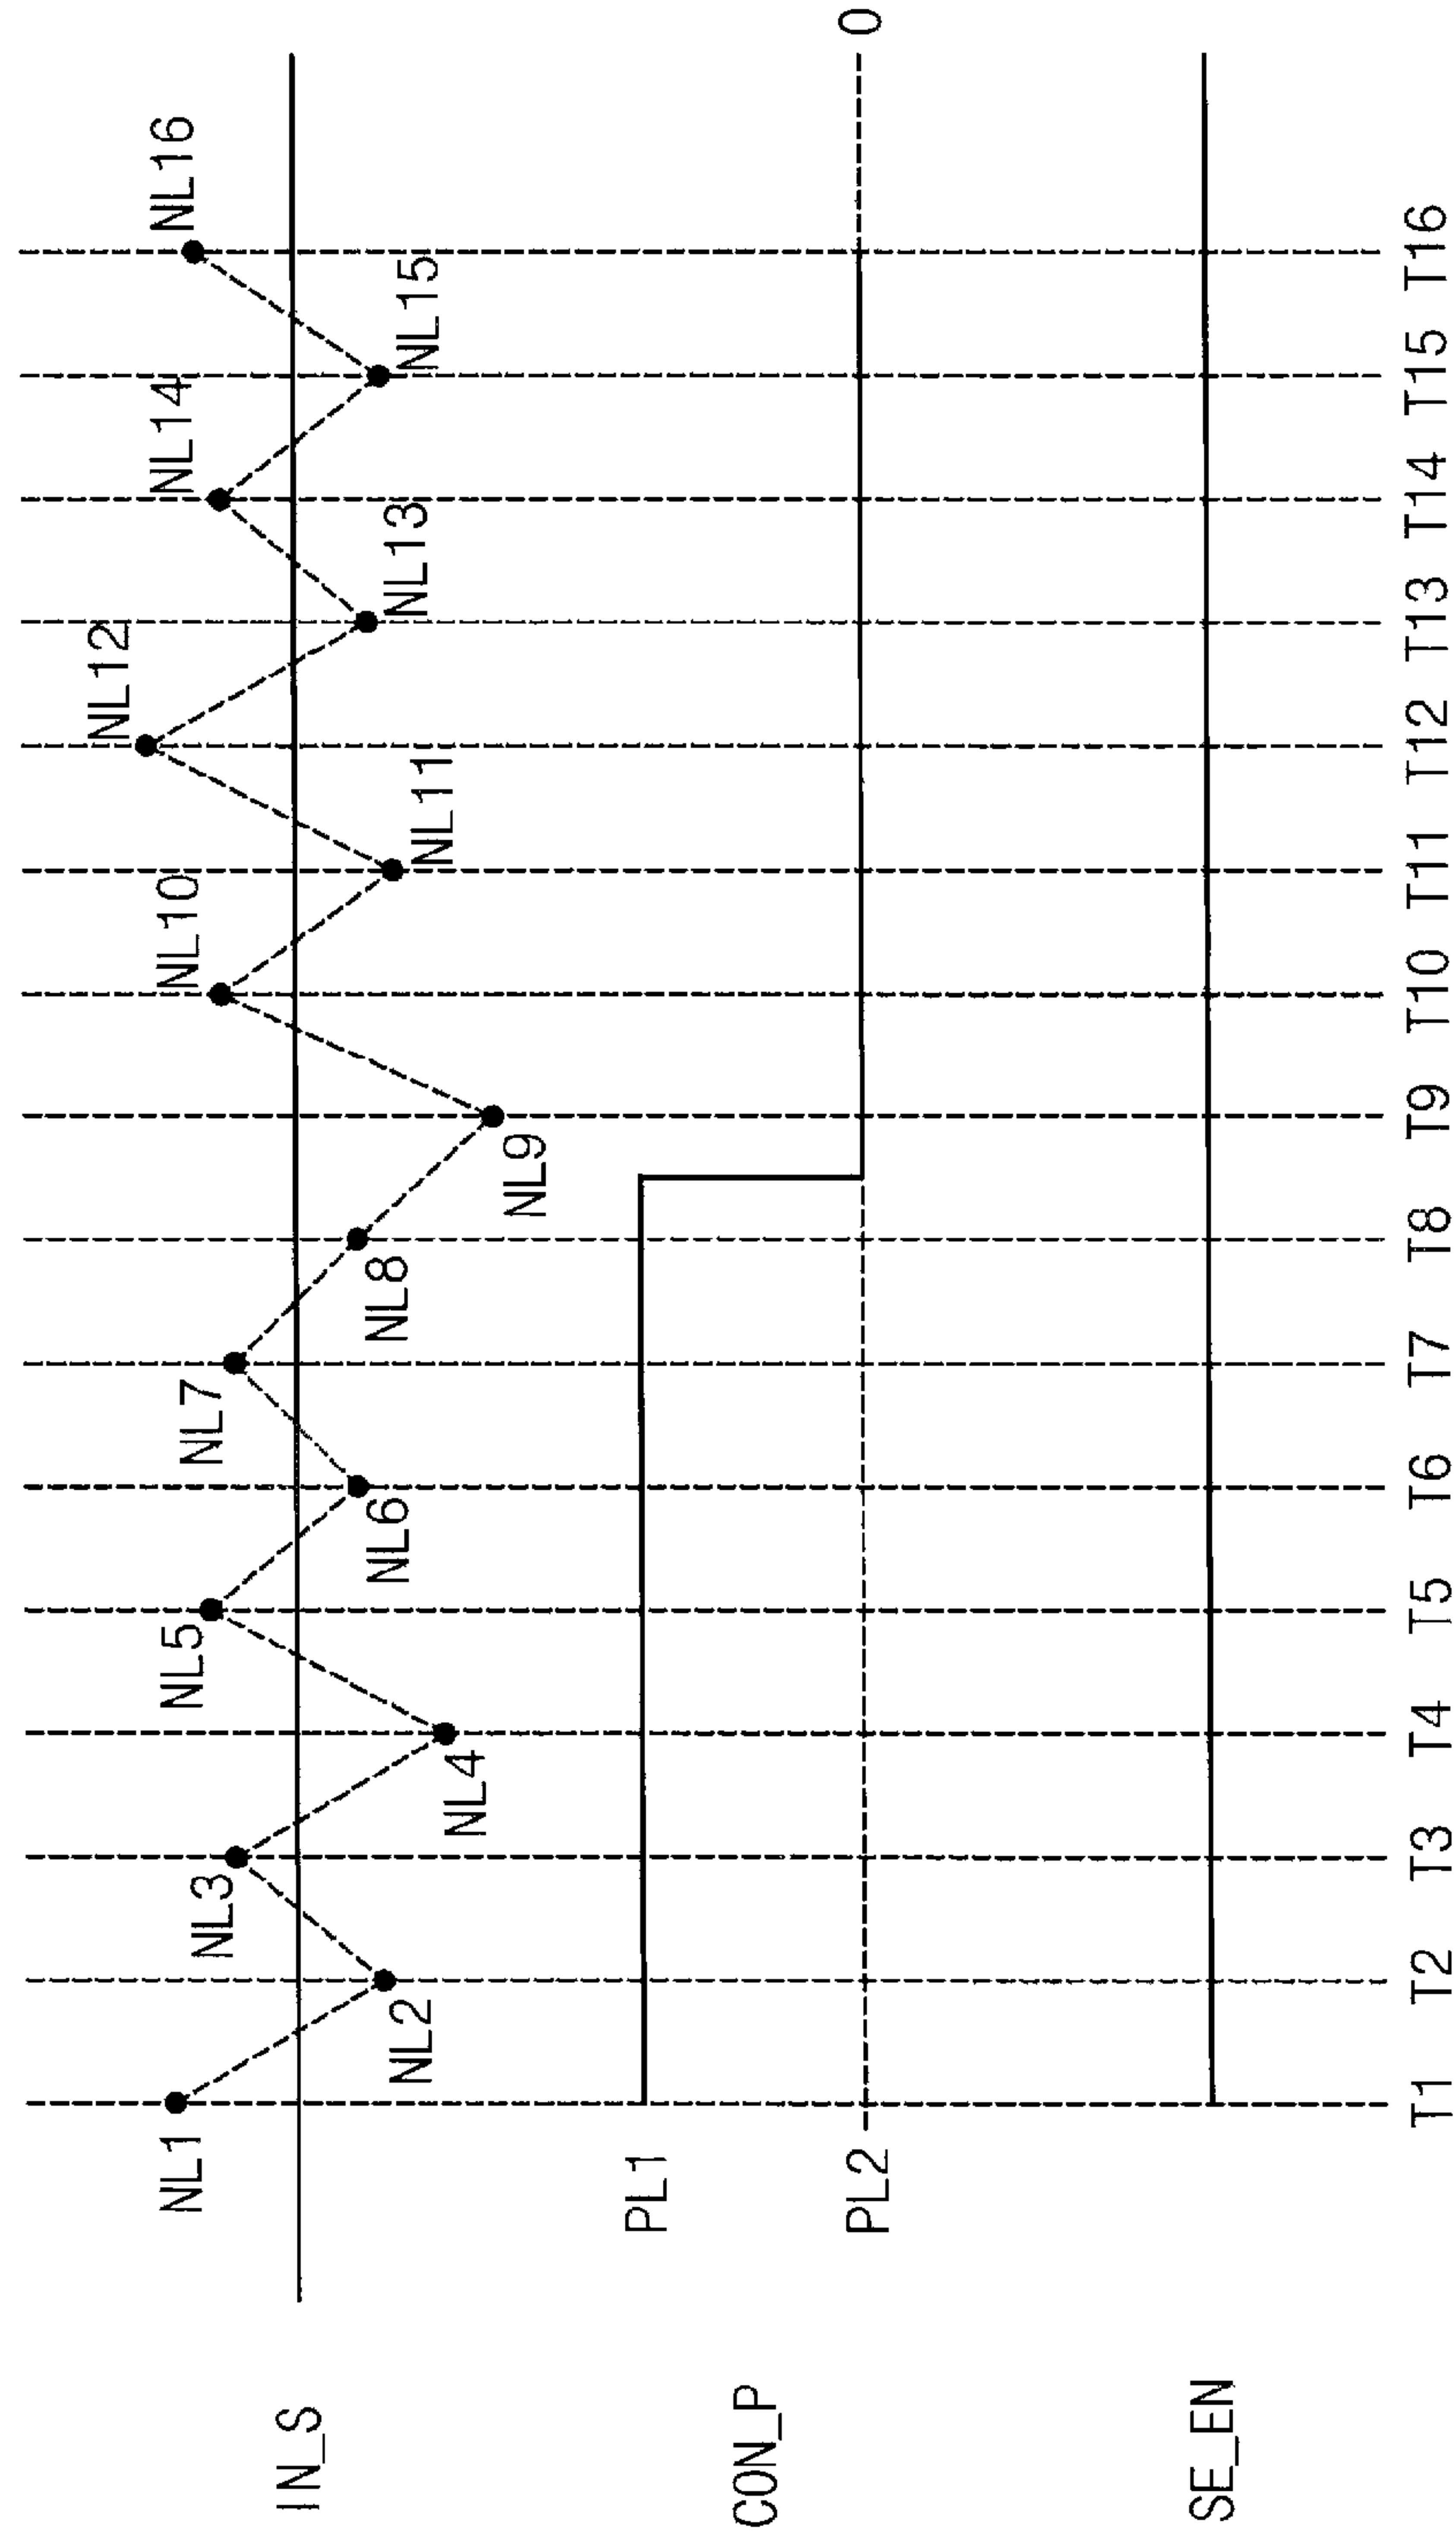 IN_S
NL1
NL2
NL3
NL4
NL5
NL6
NL7
NL8
NL9
NL10
NL11
NL12
NL13
NL14
NL15
NL16
CON_P
PL1
PL2
0
SE_EN
T1 T2 T3 T4 T5 T6 T7 T8 T9 T10 T11 T12 T13 T14 T15 T16